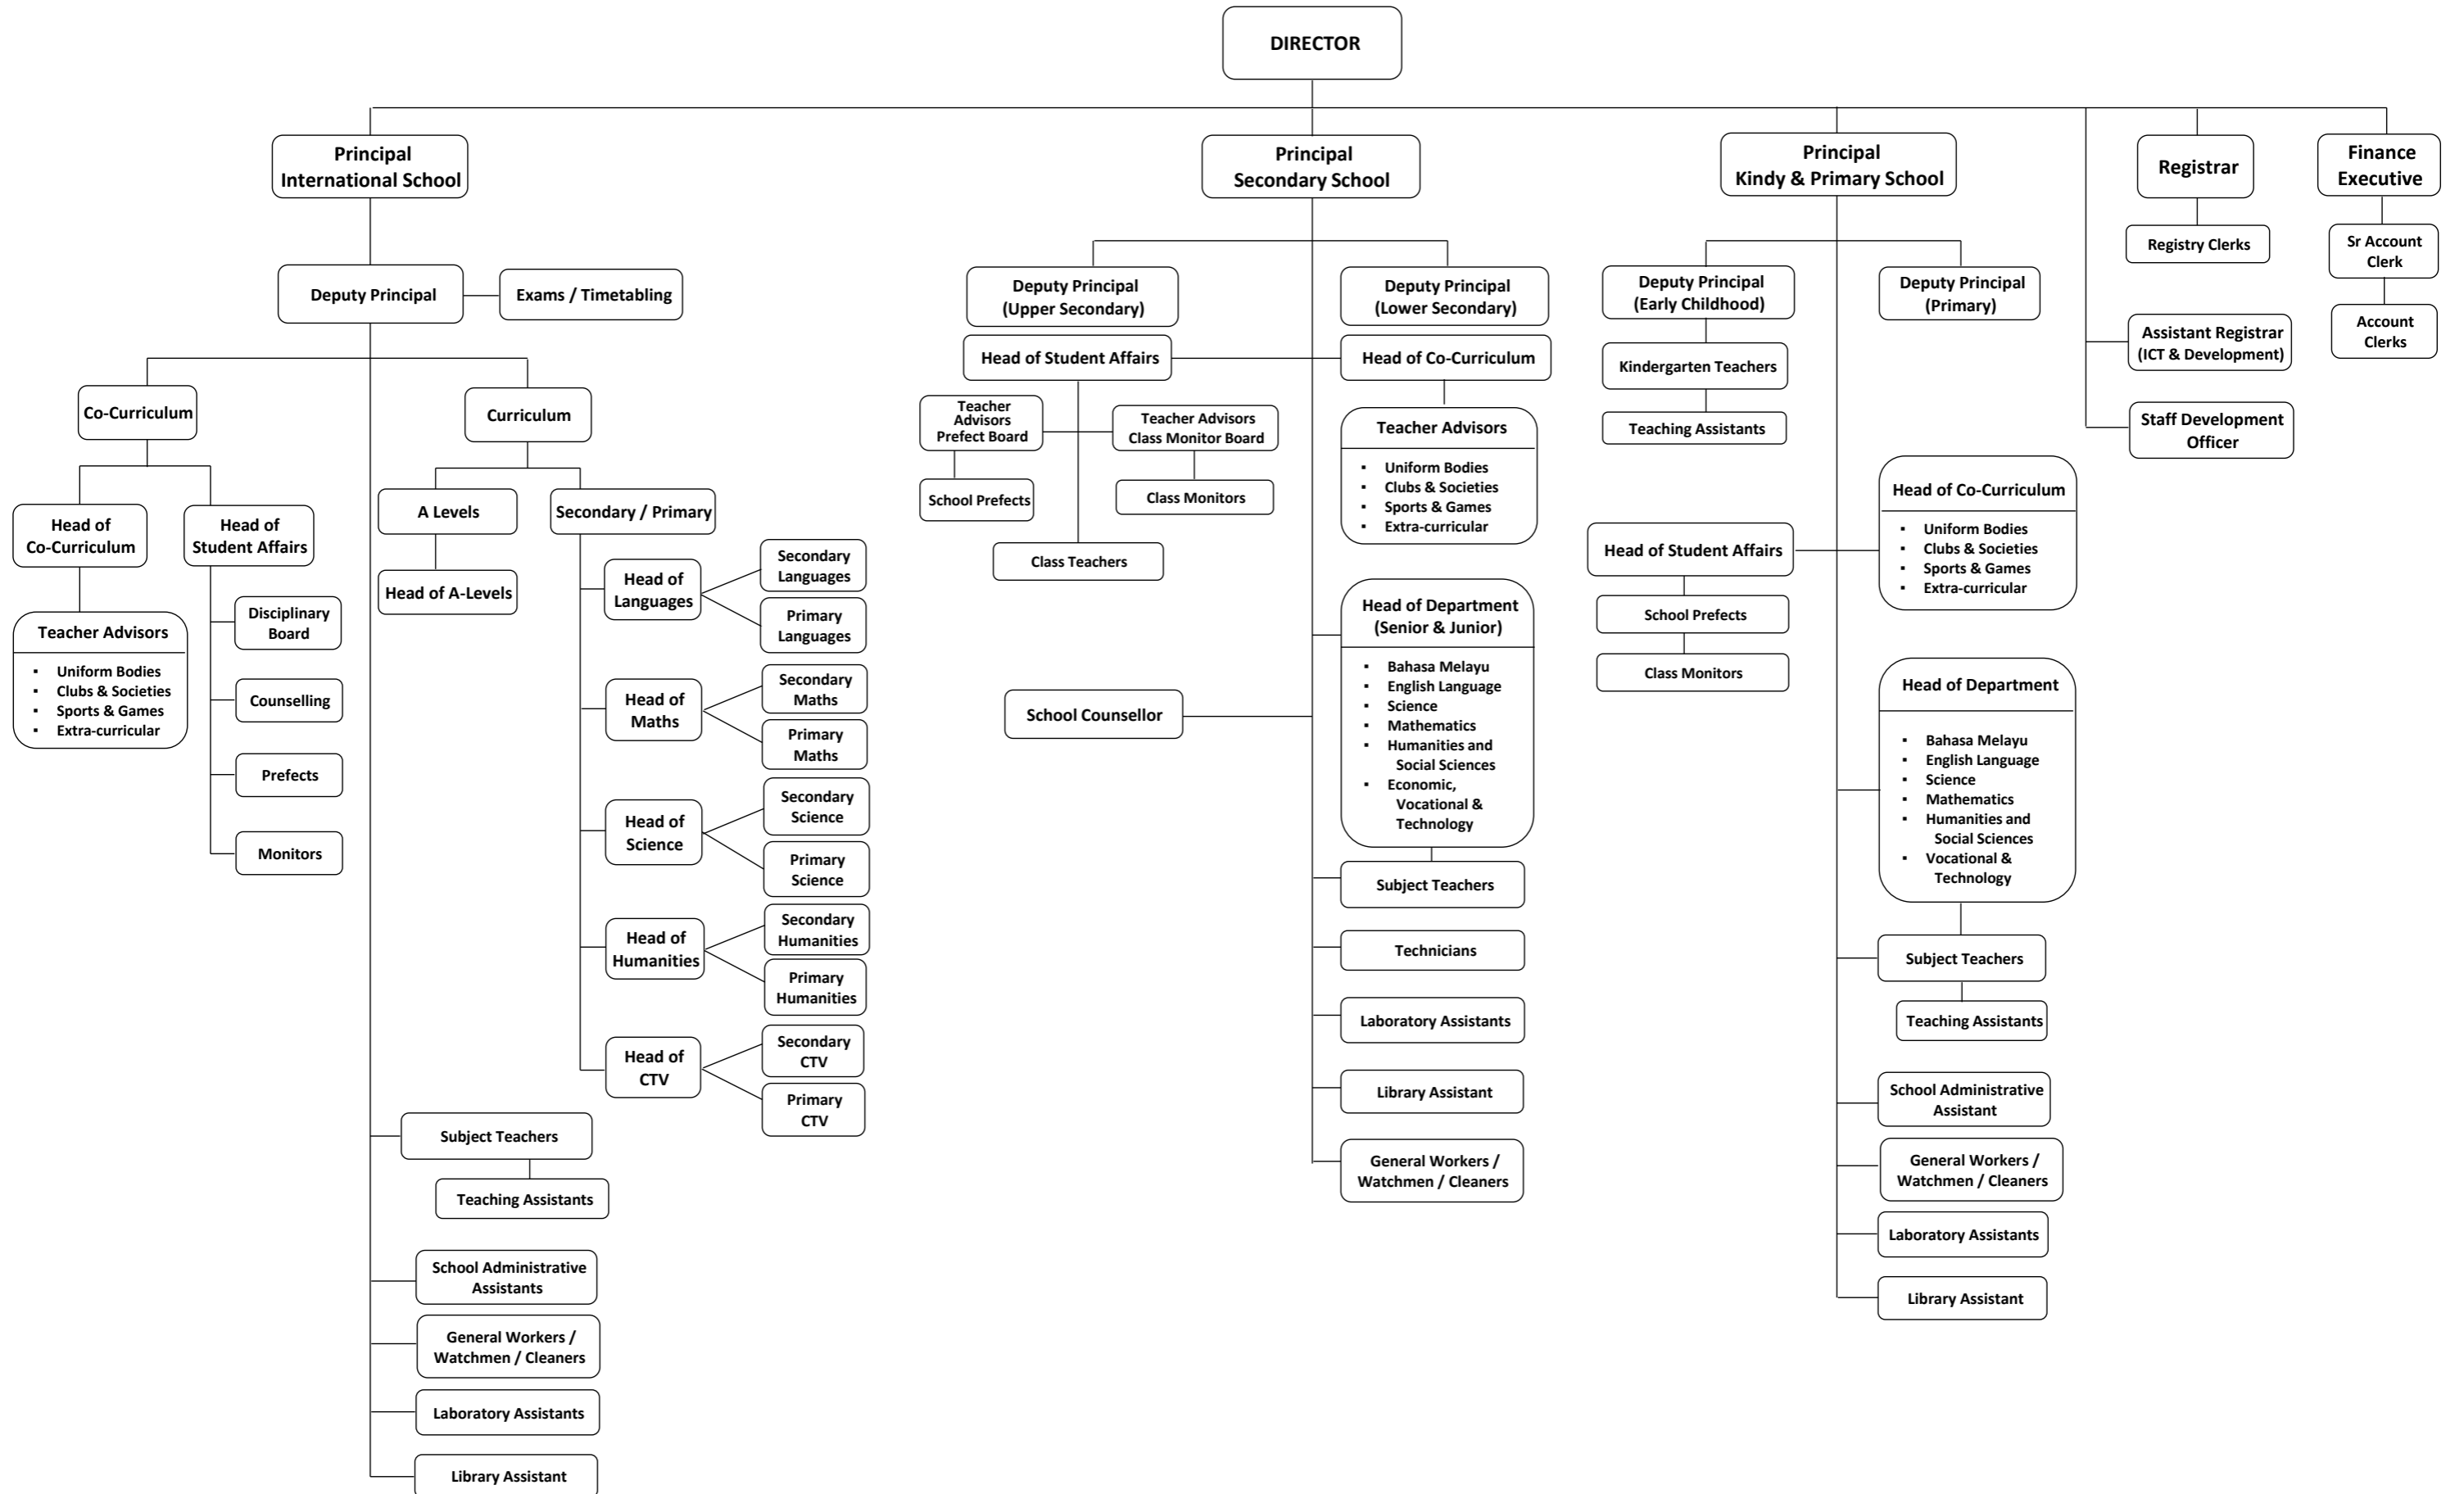 DIRECTOR
Principal
International School
Principal
Secondary School
Principal
Kindy & Primary School
Registrar
Finance
Executive
Deputy Principal
Exams / Timetabling
Co-Curriculum
Curriculum
Head of
Co-Curriculum
Head of
Student Affairs
Teacher Advisors
▪ Uniform Bodies
▪ Clubs & Societies
▪ Sports & Games
▪ Extra-curricular
Disciplinary
Board
Counselling
Prefects
Monitors
A Levels
Head of A-Levels
Secondary / Primary
Head of
Languages
Secondary
Languages
Primary
Languages
Head of
Maths
Secondary
Maths
Primary
Maths
Head of
Science
Secondary
Science
Primary
Science
Head of
Humanities
Secondary
Humanities
Primary
Humanities
Head of
CTV
Secondary
CTV
Primary
CTV
Subject Teachers
Teaching Assistants
School Administrative
Assistants
General Workers /
Watchmen / Cleaners
Laboratory Assistants
Library Assistant
Deputy Principal
(Upper Secondary)
Deputy Principal
(Lower Secondary)
Head of Student Affairs
Head of Co-Curriculum
Teacher
Advisors
Prefect Board
School Prefects
Teacher Advisors
Class Monitor Board
Class Monitors
Class Teachers
Teacher Advisors
▪ Uniform Bodies
▪ Clubs & Societies
▪ Sports & Games
▪ Extra-curricular
School Counsellor
Head of Department
(Senior & Junior)
▪ Bahasa Melayu
▪ English Language
▪ Science
▪ Mathematics
▪ Humanities and
Social Sciences
▪ Economic,
Vocational &
Technology
Subject Teachers
Technicians
Laboratory Assistants
Library Assistant
General Workers /
Watchmen / Cleaners
Deputy Principal
(Early Childhood)
Deputy Principal
(Primary)
Kindergarten Teachers
Teaching Assistants
Head of Student Affairs
School Prefects
Class Monitors
Head of Co-Curriculum
▪ Uniform Bodies
▪ Clubs & Societies
▪ Sports & Games
▪ Extra-curricular
Head of Department
▪ Bahasa Melayu
▪ English Language
▪ Science
▪ Mathematics
▪ Humanities and
Social Sciences
▪ Vocational &
Technology
Subject Teachers
Teaching Assistants
School Administrative
Assistant
General Workers /
Watchmen / Cleaners
Laboratory Assistants
Library Assistant
Registry Clerks
Assistant Registrar
(ICT & Development)
Staff Development
Officer
Sr Account
Clerk
Account
Clerks